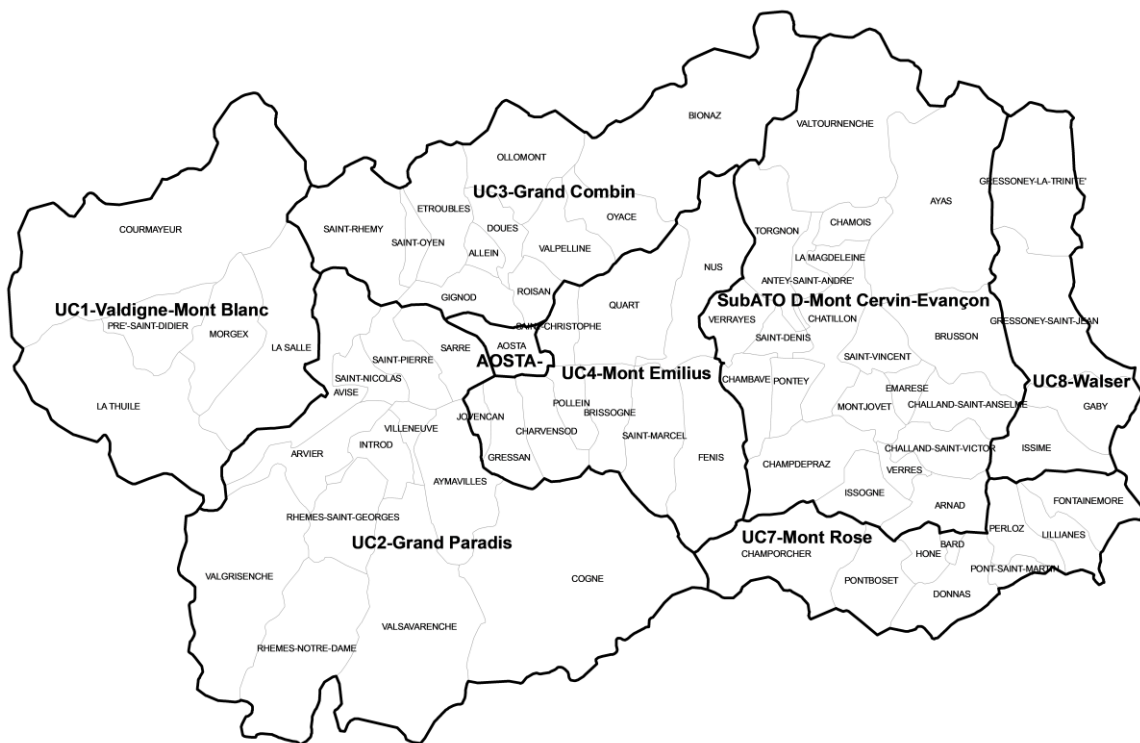 BIONAZ
VALTOURNENCHE
OLLOMONT
GRESSONEY-LA-TRINITE'
UC3-Grand Combin
AYAS
ETROUBLES
OYACE
CHAMOIS
COURMAYEUR
SAINT-RHEMY
DOUES
TORGNON
SAINT-OYEN
VALPELLINE
ALLEIN
LA MAGDELEINE
NUS
ANTEY-SAINT-ANDRE'
ROISAN
GIGNOD
SubATO D-Mont Cervin-Evançon
QUART
UC1-Valdigne-Mont Blanc
VERRAYES
CHATILLON
GRESSONEY-SAINT-JEAN
PRE'-SAINT-DIDIER
SAINT-CHRISTOPHE
MORGEX
SAINT-DENIS
BRUSSON
AOSTA
LA SALLE
SARRE
SAINT-PIERRE
SAINT-VINCENT
AOSTA-
UC4-Mont Emilius
SAINT-NICOLAS
CHAMBAVE
PONTEY
UC8-Walser
EMARESE
AVISE
LA THUILE
POLLEIN
MONTJOVET
CHALLAND-SAINT-ANSELME
GABY
BRISSOGNE
JOVENCAN
VILLENEUVE
CHARVENSOD
SAINT-MARCEL
INTROD
CHALLAND-SAINT-VICTOR
ISSIME
ARVIER
GRESSAN
FENIS
CHAMPDEPRAZ
VERRES
AYMAVILLES
ISSOGNE
FONTAINEMORE
ARNAD
RHEMES-SAINT-GEORGES
PERLOZ
LILLIANES
UC2-Grand Paradis
UC7-Mont Rose
BARD
CHAMPORCHER
HONE
PONT-SAINT-MARTIN
VALGRISENCHE
COGNE
PONTBOSET
DONNAS
VALSAVARENCHE
RHEMES-NOTRE-DAME